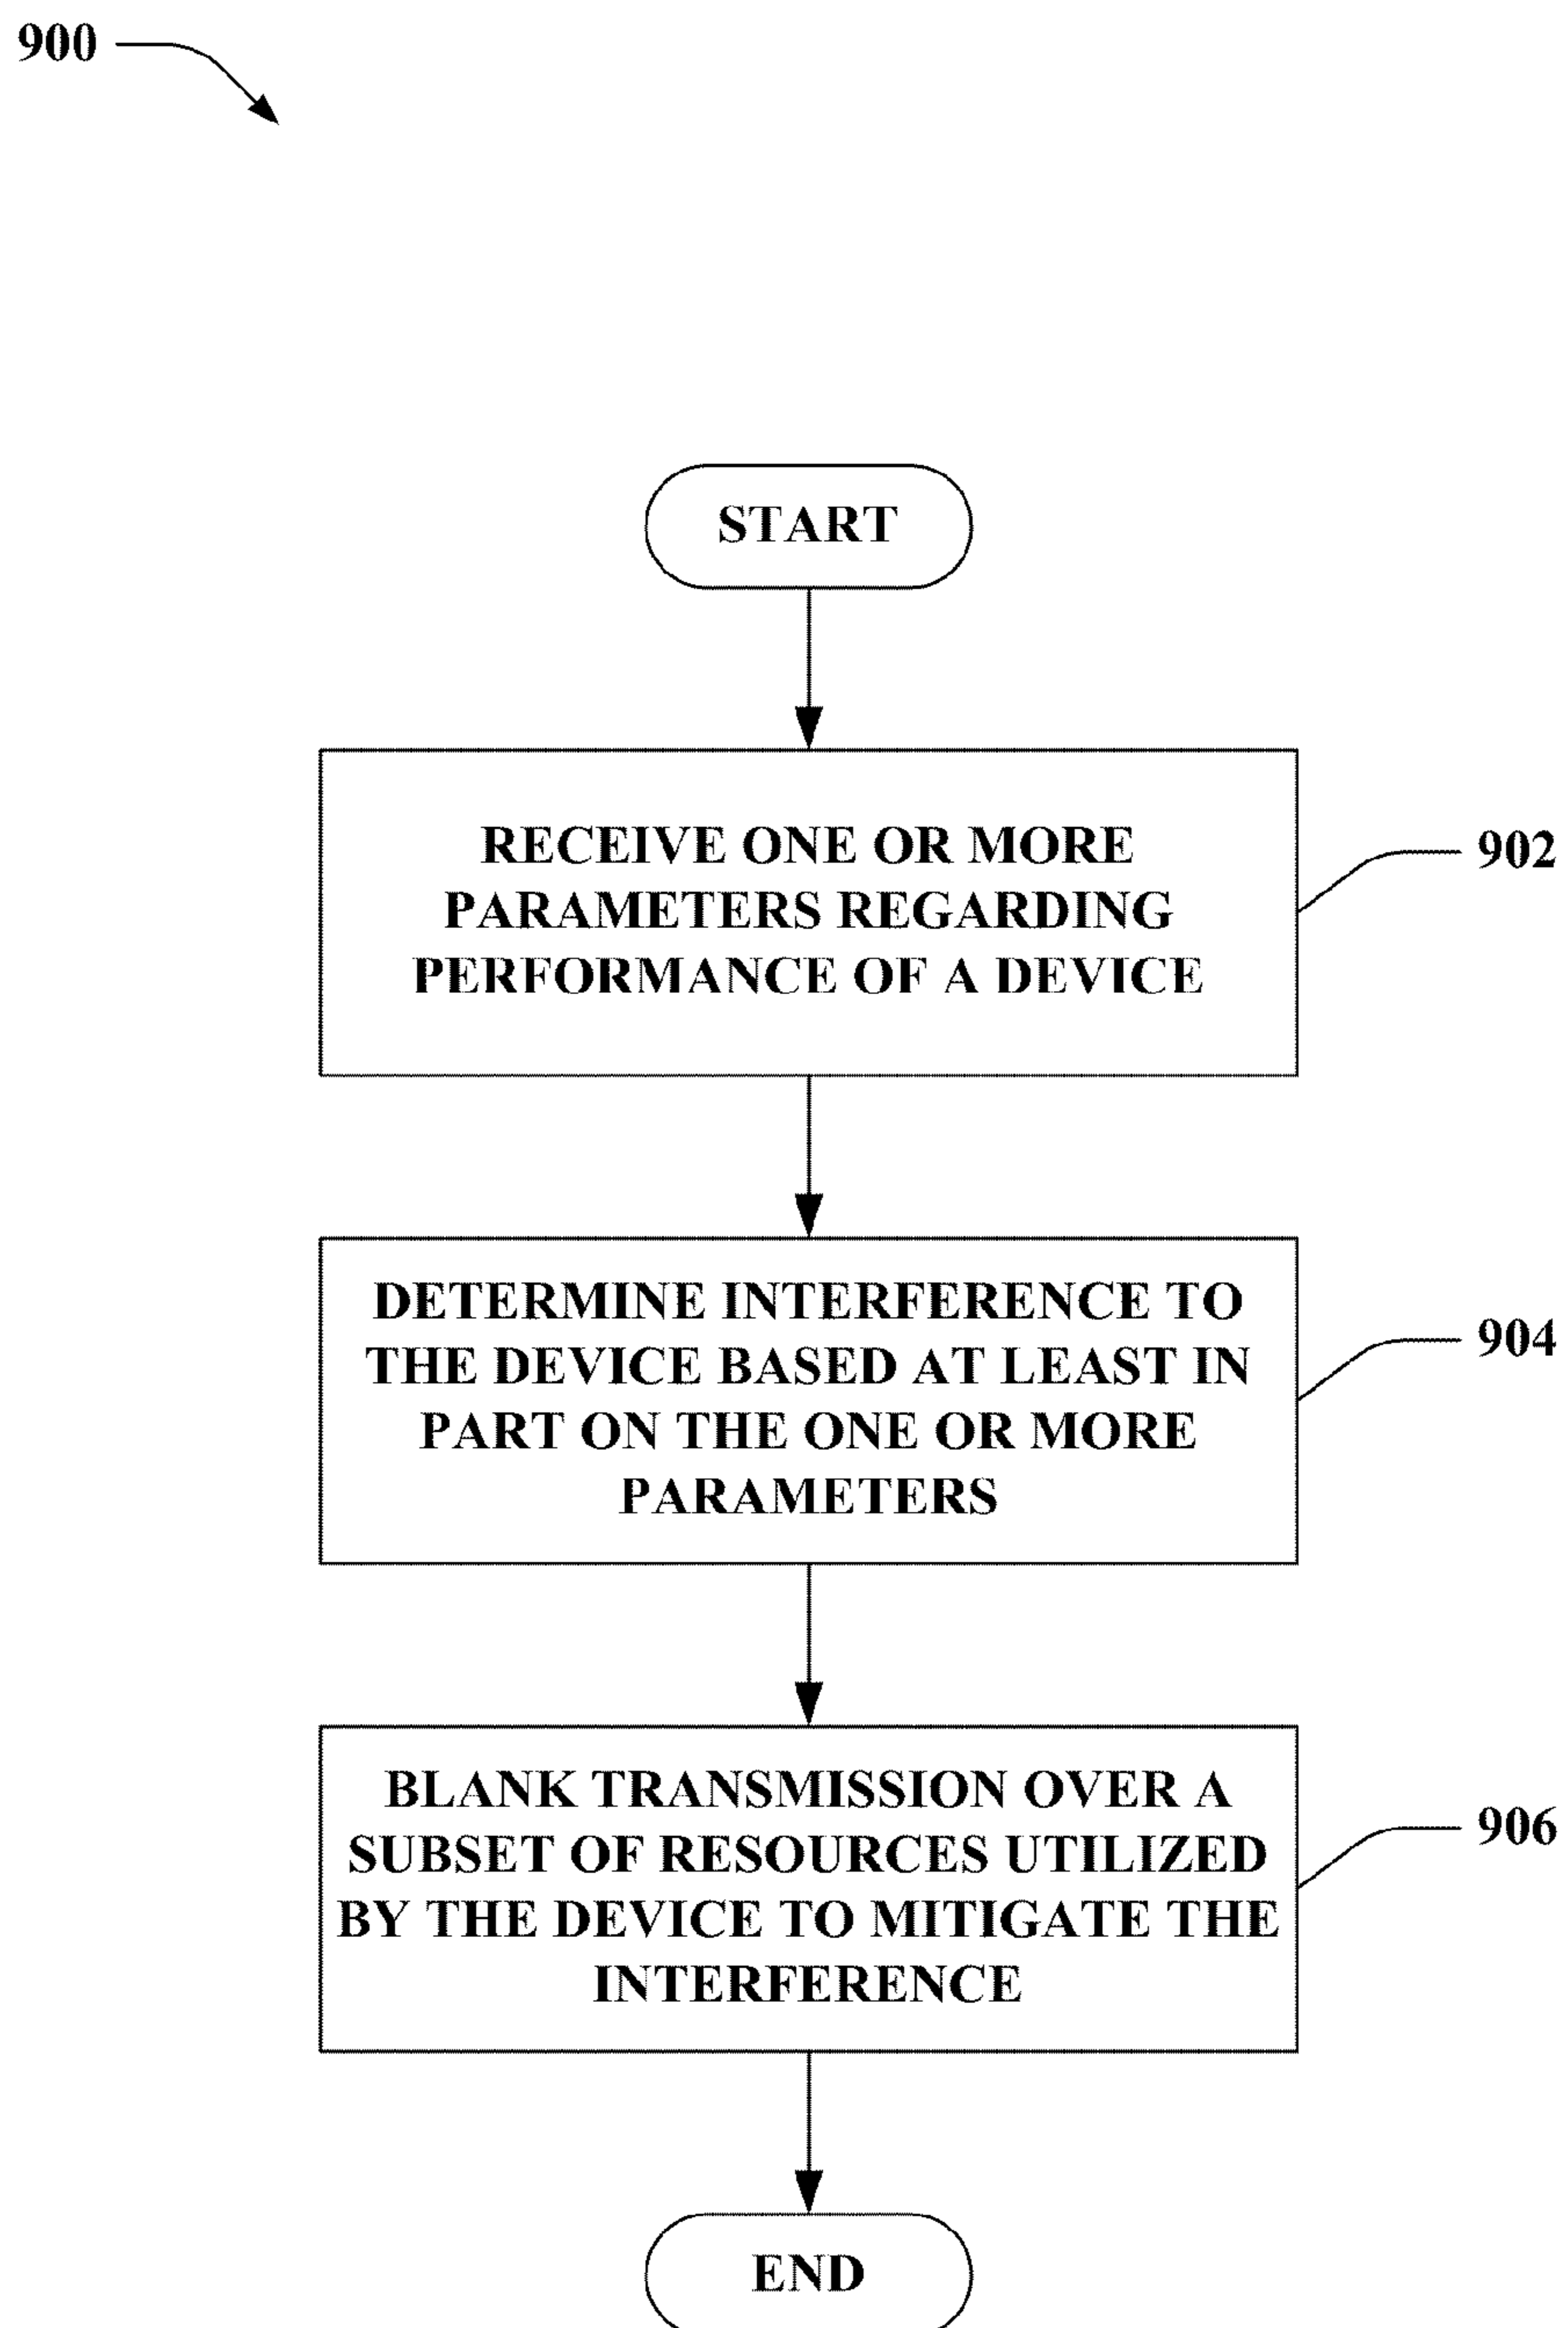 900
START
RECEIVE ONE OR MORE
PARAMETERS REGARDING
PERFORMANCE OF A DEVICE
902
DETERMINE INTERFERENCE TO
THE DEVICE BASED AT LEAST IN
PART ON THE ONE OR MORE
PARAMETERS
904
BLANK TRANSMISSION OVER A
SUBSET OF RESOURCES UTILIZED
BY THE DEVICE TO MITIGATE THE
INTERFERENCE
906
END